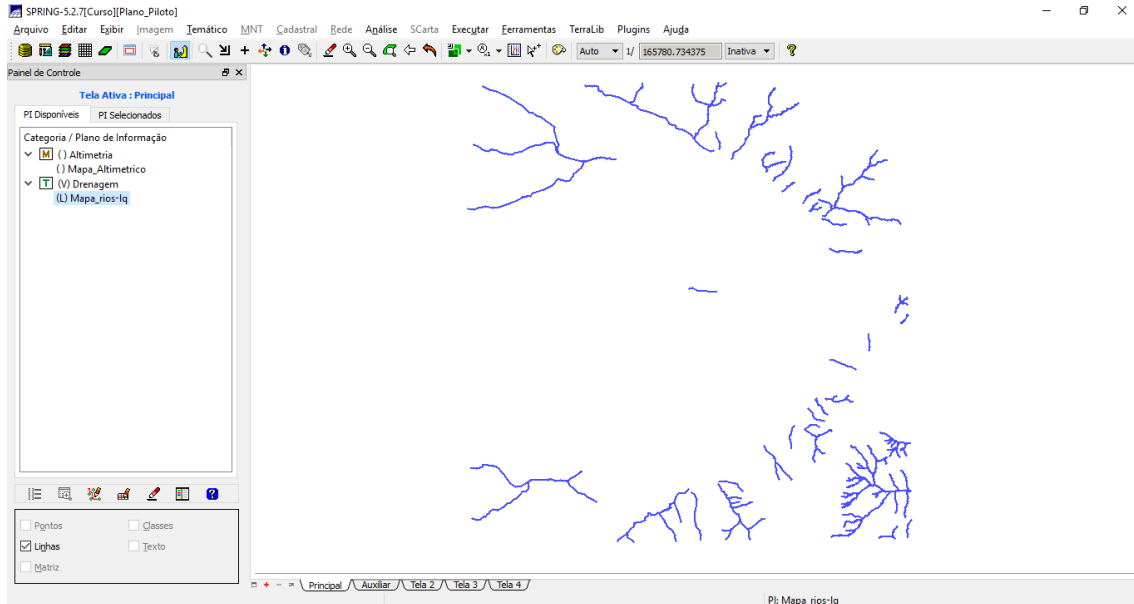 SPRING-5.2.7[Curso][Plano_Piloto]
Arquivo Editar Exibir Imagem Temático MNT Cadastral Rede Análise SCarta Executar Ferramentas TerraLib Plugins Ajuda
Auto 1/ 165780.734375 Inativa
Painel de Controle
Tela Ativa : Principal
PI Disponíveis PI Selecionados
Categoria / Plano de Informação
M ( ) Altimetria
( ) Mapa_Altimetrico
T (V) Drenagem
(L) Mapa_rios-lq
Pontos Classes
Linhas Texto
Matriz
Principal Auxiliar Tela 2 Tela 3 Tela 4
PI: Mapa_rios-lq